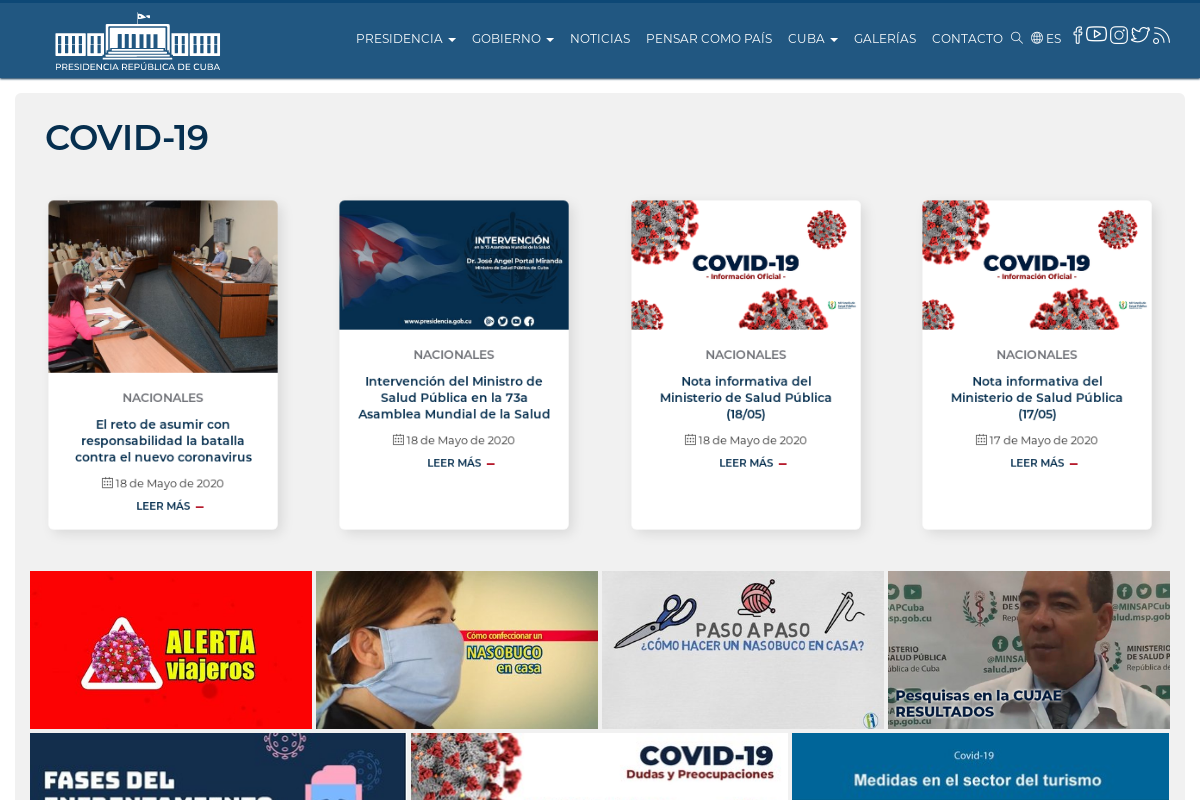 PRESIDENCIA REPÚBLICA DE CUBA
PRESIDENCIA GOBIERNO NOTICIAS PENSAR COMO PAÍS CUBA GALERÍAS CONTACTO ES
COVID-19
NACIONALES
El reto de asumir con
responsabilidad la batalla
contra el nuevo coronavirus
18 de Mayo de 2020
LEER MÁS
INTERVENCIÓN
en la 73 Asamblea Mundial de la Salud
Dr. José Angel Portal Miranda
Ministro de Salud Pública de Cuba
www.presidencia.gob.cu
NACIONALES
Intervención del Ministro de
Salud Pública en la 73a
Asamblea Mundial de la Salud
18 de Mayo de 2020
LEER MÁS
COVID-19
- Información Oficial -
NACIONALES
Nota informativa del
Ministerio de Salud Pública
(18/05)
18 de Mayo de 2020
LEER MÁS
COVID-19
- Información Oficial -
NACIONALES
Nota informativa del
Ministerio de Salud Pública
(17/05)
17 de Mayo de 2020
LEER MÁS
ALERTA
viajeros
Cómo confeccionar un
NASOBUCO
en casa
PASO A PASO
¿CÓMO HACER UN NASOBUCO EN CASA?
@MINSAPCub
msp.gob.cu
MINISTERIO
DE SALUD PÚBLICA
República de
Pesquisas en la CUJAE
RESULTADOS
FASES DEL
ENFRENTAMIENTO
COVID-19
Dudas y Preocupaciones
Covid-19
Medidas en el sector del turismo